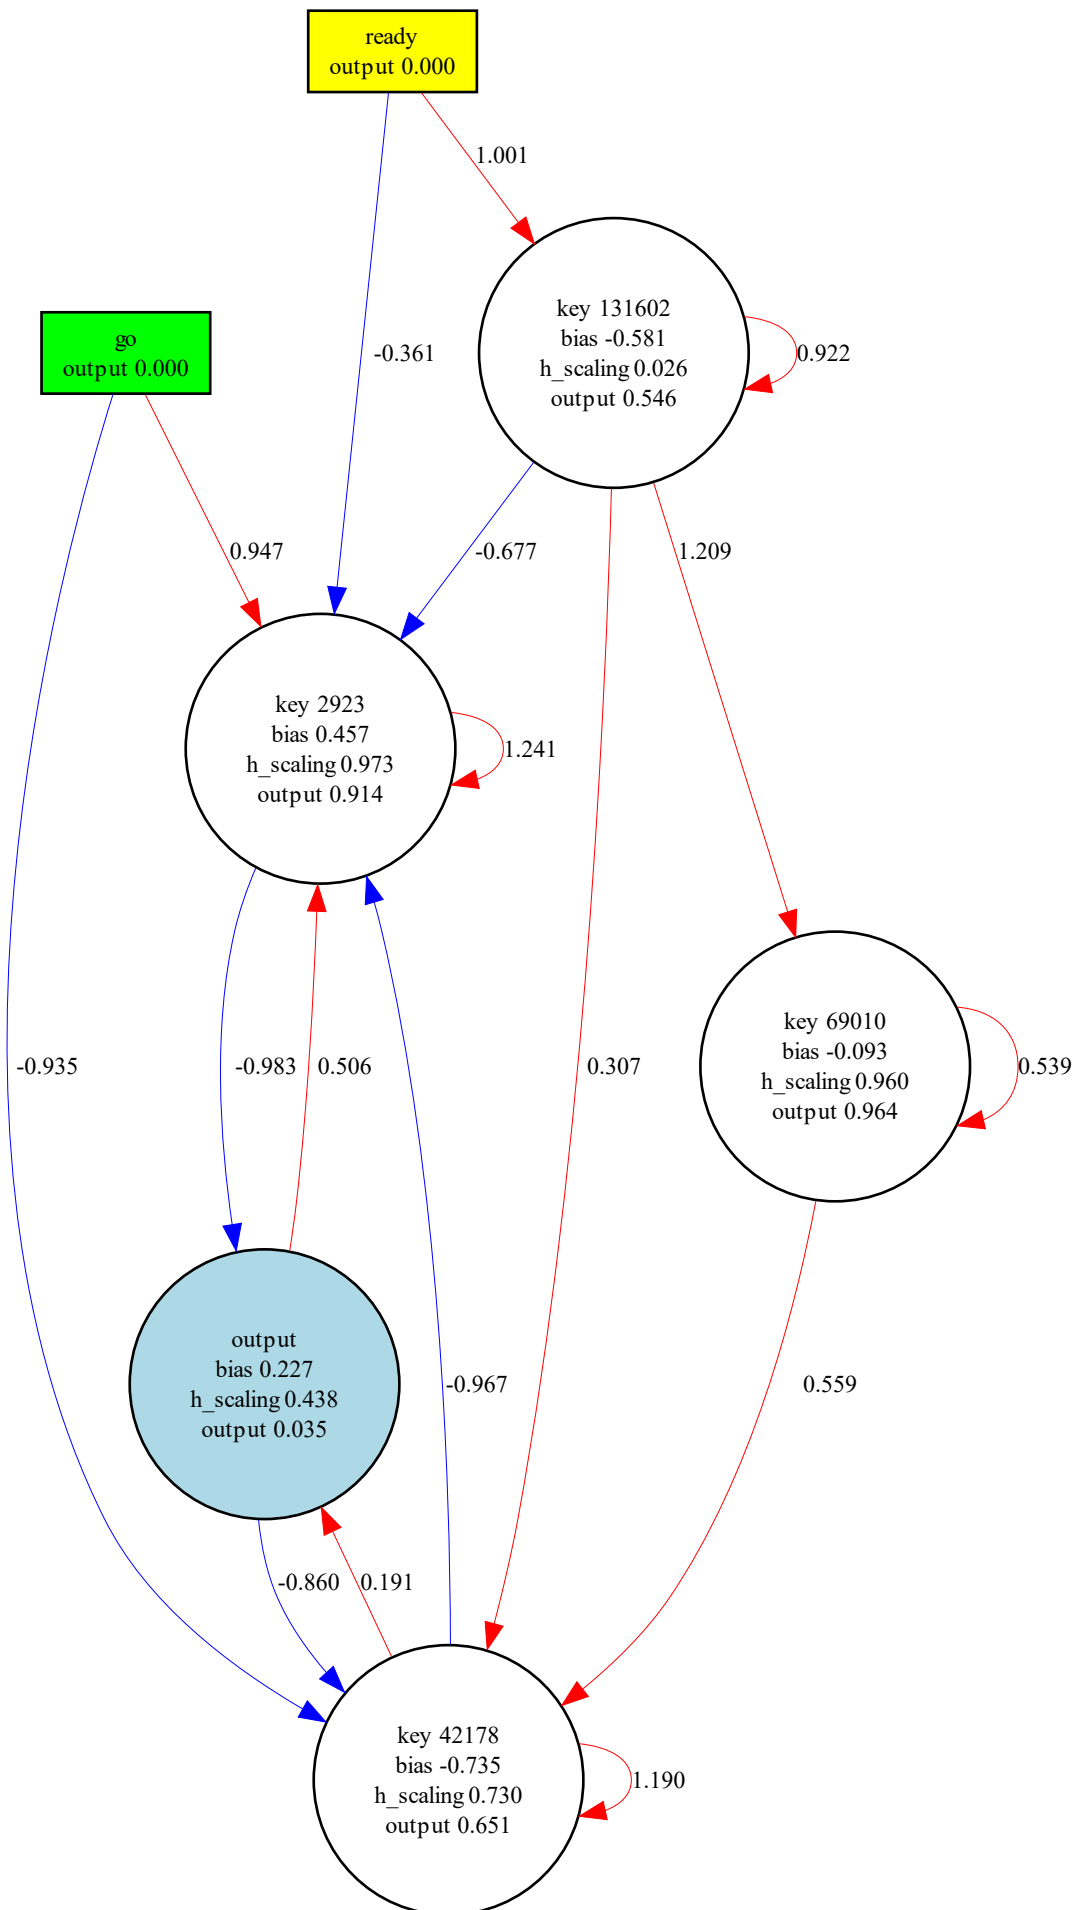 ready
output 0.000
1.001
key 131602
bias -0.581
h_scaling 0.026
output 0.546
0.922
go
output 0.000
-0.361
0.947
-0.677
1.209
key 2923
bias 0.457
h_scaling 0.973
output 0.914
1.241
key 69010
bias -0.093
h_scaling 0.960
output 0.964
0.539
-0.935
-0.983
0.506
0.307
output
bias 0.227
h_scaling 0.438
output 0.035
-0.967
0.559
-0.860
0.191
key 42178
bias -0.735
h_scaling 0.730
output 0.651
1.190